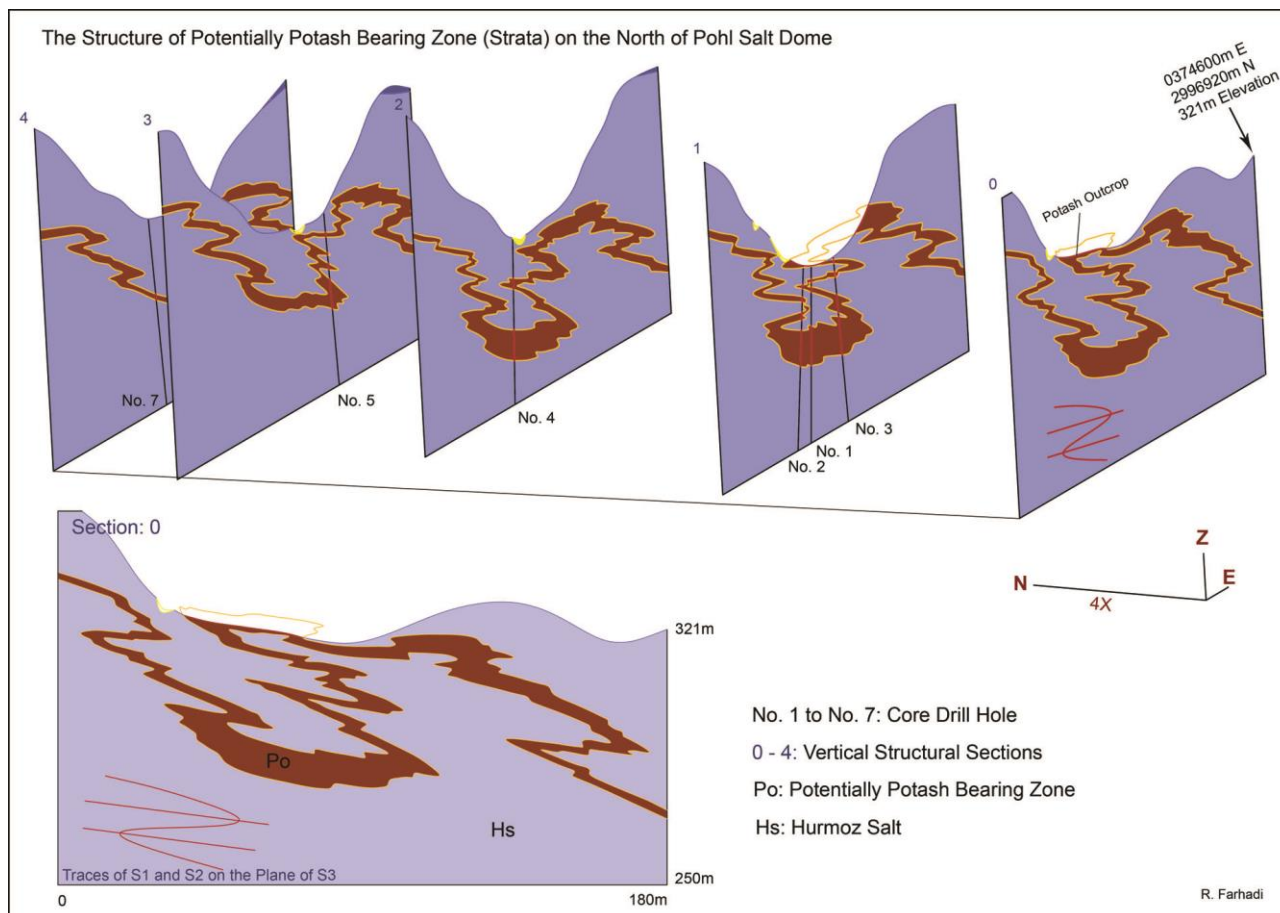 The Structure of Potentially Potash Bearing Zone (Strata) on the North of Pohl Salt Dome
0374600m E
2996920m N
321m Elevation
4
3
2
1
0
Potash Outcrop
No. 7
No. 5
No. 4
No. 3
No. 1
No. 2
Section: 0
321m
Po
Hs
Traces of S1 and S2 on the Plane of S3
250m
0
180m
Z
N
E
4X
No. 1 to No. 7: Core Drill Hole
0 - 4: Vertical Structural Sections
Po: Potentially Potash Bearing Zone
Hs: Hurmoz Salt
R. Farhadi